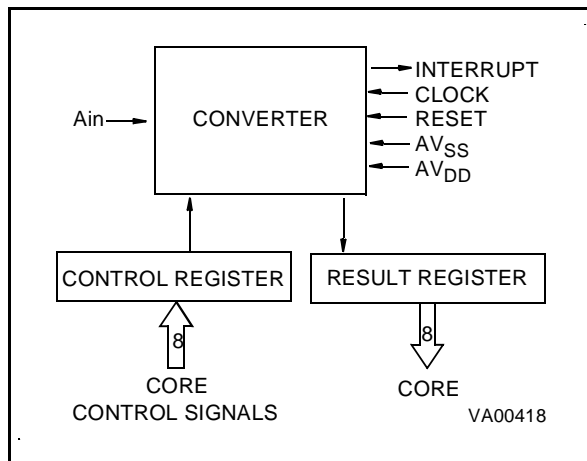 INTERRUPT
CLOCK
Ain
CONVERTER
RESET
AVSS
AVDD
CONTROL REGISTER
RESULT REGISTER
8
8
CORE
CONTROL SIGNALS
CORE
VA00418